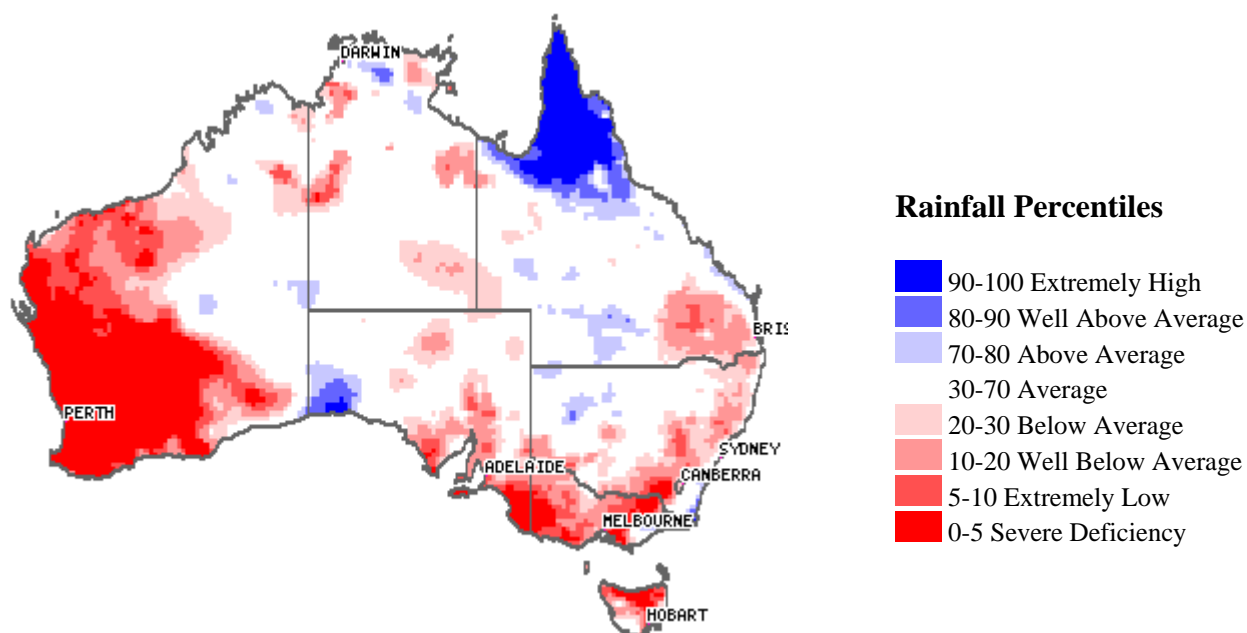 DARWIN
BRIS
PERTH
SYDNEY
ADELAIDE
CANBERRA
MELBOURNE
HOBART
Rainfall Percentiles
90-100 Extremely High
80-90 Well Above Average
70-80 Above Average
30-70 Average
20-30 Below Average
10-20 Well Below Average
5-10 Extremely Low
0-5 Severe Deficiency